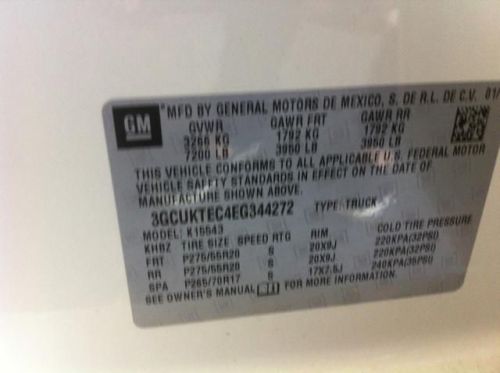 GM
MFD BY GENERAL MOTORS DE MEXICO, S. DE R.L. DE C.V. 01/
GVWR GAWR FRT GAWR RR
3266 KG 1792 KG 1792 KG
7200 LB 3950 LB 3950 LB
THIS VEHICLE CONFORMS TO ALL APPLICABLE U.S. FEDERAL MOTOR
VEHICLE SAFETY STANDARDS IN EFFECT ON THE DATE OF
MANUFACTURE SHOWN ABOVE.
3GCUKTEC4EG344272 TYPE: TRUCK
MODEL: K15543
KHBZ TIRE SIZE SPEED RTG RIM COLD TIRE PRESSURE
FRT P275/55R20 S 20X9J 220KPA(32PSI)
RR P275/55R20 S 20X9J 220KPA(32PSI)
SPA P265/70R17 S 17X7.5J 240KPA(35PSI)
SEE OWNER'S MANUAL FOR MORE INFORMATION.